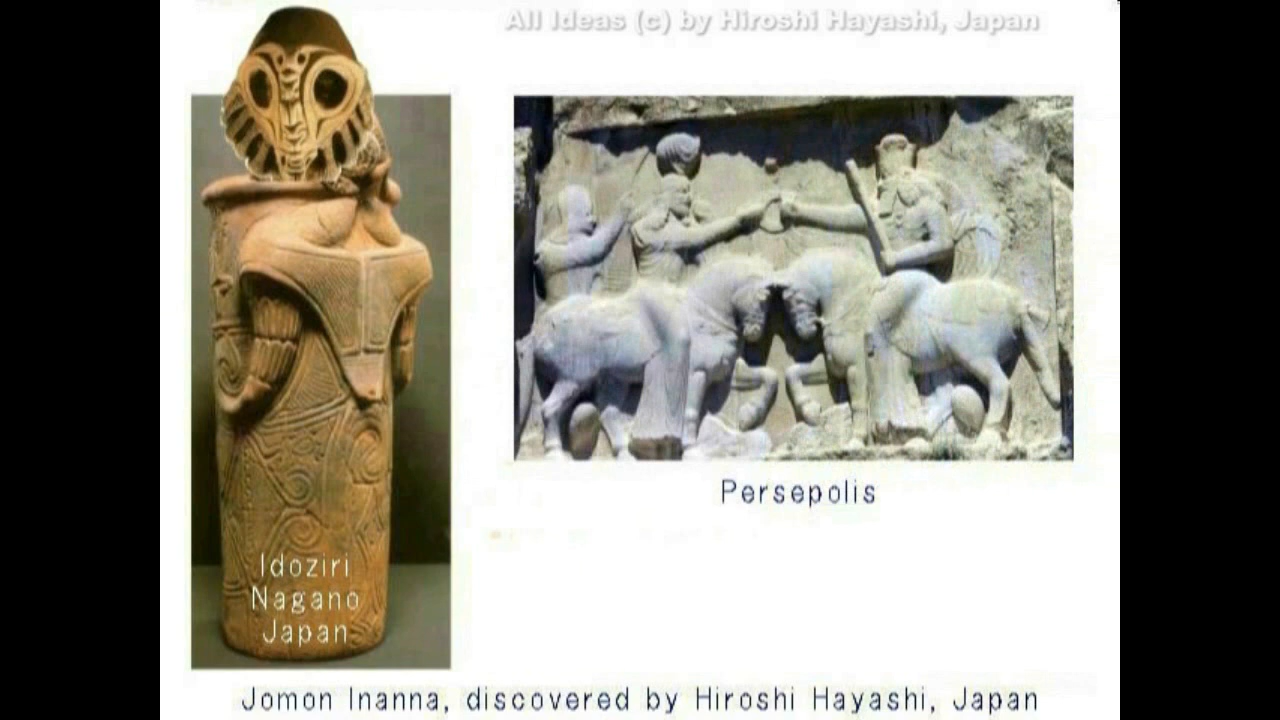 All Ideas (c) by Hiroshi Hayashi, Japan
Persepolis
Idoziri
Nagano
Japan
Jomon Inanna, discovered by Hiroshi Hayashi, Japan